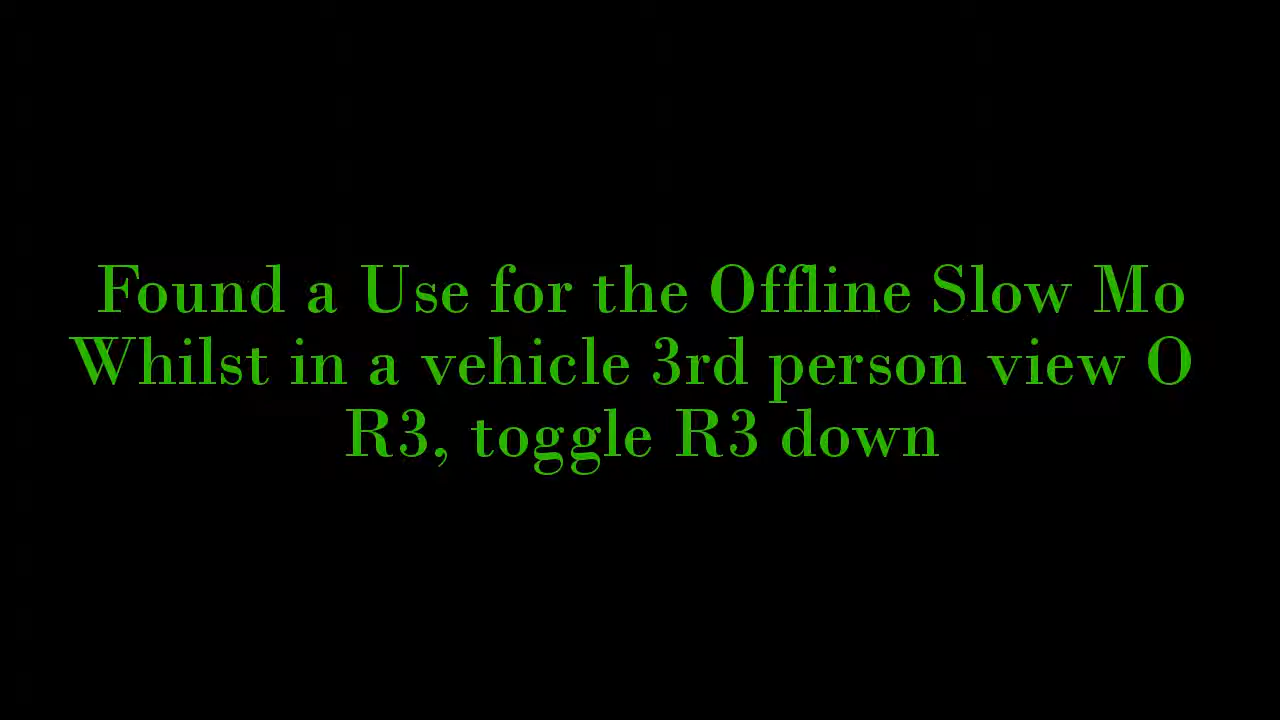 Found a Use for the Offline Slow Mo
Whilst in a vehicle 3rd person view O
R3, toggle R3 down